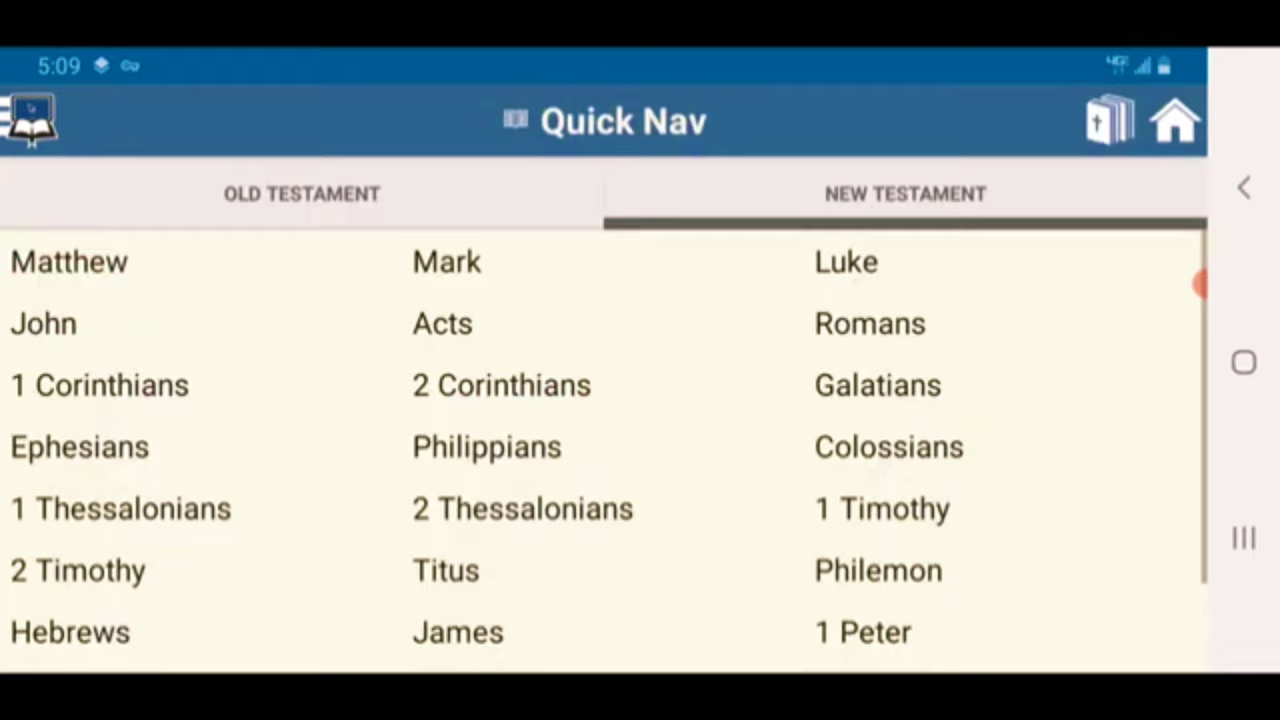 5:09
Quick Nav
OLD TESTAMENT NEW TESTAMENT
Matthew Mark Luke
John Acts Romans
1 Corinthians 2 Corinthians Galatians
Ephesians Philippians Colossians
1 Thessalonians 2 Thessalonians 1 Timothy
2 Timothy Titus Philemon
Hebrews James 1 Peter